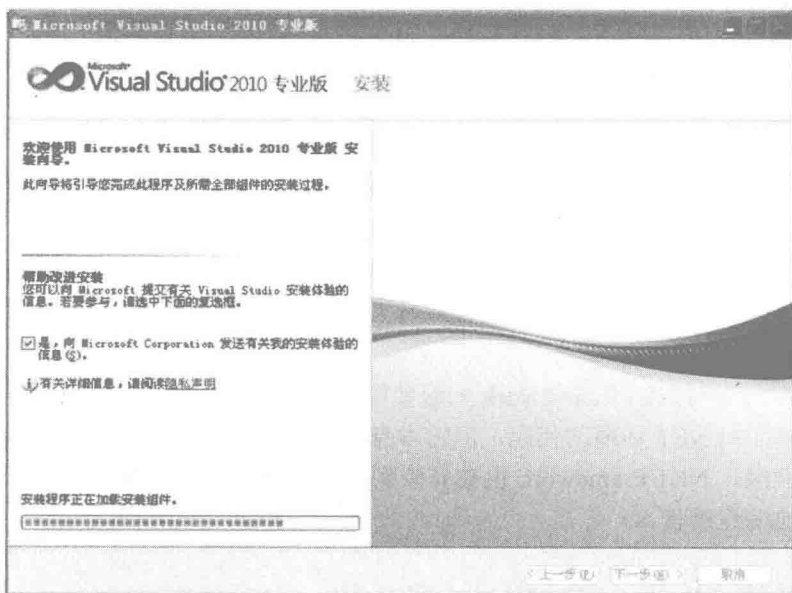 Microsoft Visual Studio 2010 专业版
Microsoft
Visual Studio 2010 专业版 安装
欢迎使用 Microsoft Visual Studio 2010 专业版 安
装向导。
此向导将引导您完成此程序及所需全部组件的安装过程。
帮助改进安装
您可以向 Microsoft 提交有关 Visual Studio 安装体验的
信息。若要参与，请选中下面的复选框。
是，向 Microsoft Corporation 发送有关我的安装体验的
信息(S)。
有关详细信息，请阅读隐私声明
安装程序正在加载安装组件。
< 上一步(P) 下一步(N) > 取消